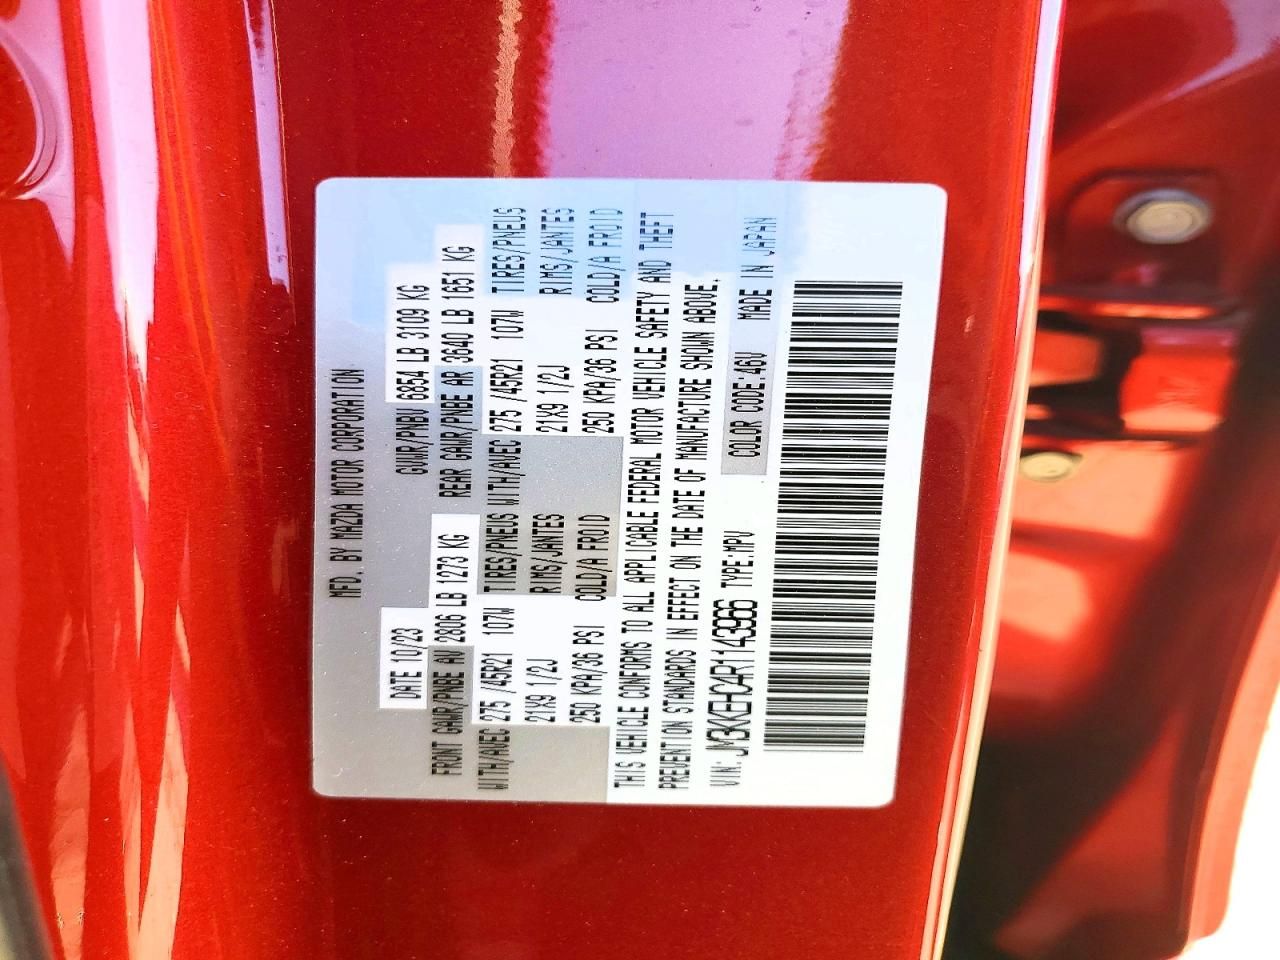 MFD. BY MAZDA MOTOR CORPORATION
DATE 10/23 GVWR/PNBV 6854 LB 3109 KG
FRONT GAWR/PNBE AV 2806 LB 1273 KG REAR GAWR/PNBE AR 3640 LB 1651 KG
WITH/AVEC 275 /45R21 107W TIRES/PNEUS WITH/AVEC 275 /45R21 107W TIRES/PNEUS
21X9 1/2J RIMS/JANTES 21X9 1/2J RIMS/JANTES
250 KPA/36 PSI COLD/A FROID 250 KPA/36 PSI COLD/A FROID
THIS VEHICLE CONFORMS TO ALL APPLICABLE FEDERAL MOTOR VEHICLE SAFETY AND THEFT
PREVENTION STANDARDS IN EFFECT ON THE DATE OF MANUFACTURE SHOWN ABOVE.
VIN: JM3KKEHC4R1143966 TYPE:MPV COLOR CODE:46V MADE IN JAPAN